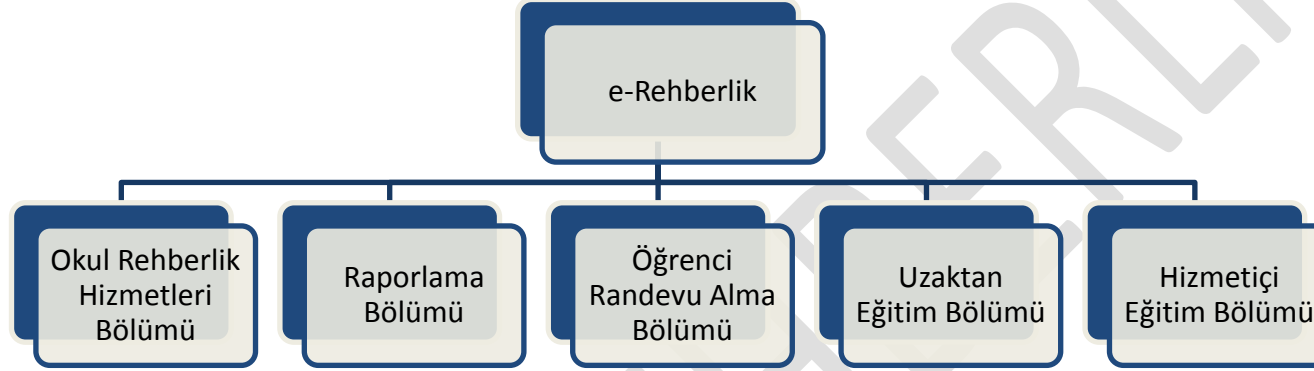 e-Rehberlik
Okul Rehberlik
Hizmetleri
Bölümü
Raporlama
Bölümü
Öğrenci
Randevu Alma
Bölümü
Uzaktan
Eğitim Bölümü
Hizmetiçi
Eğitim Bölümü